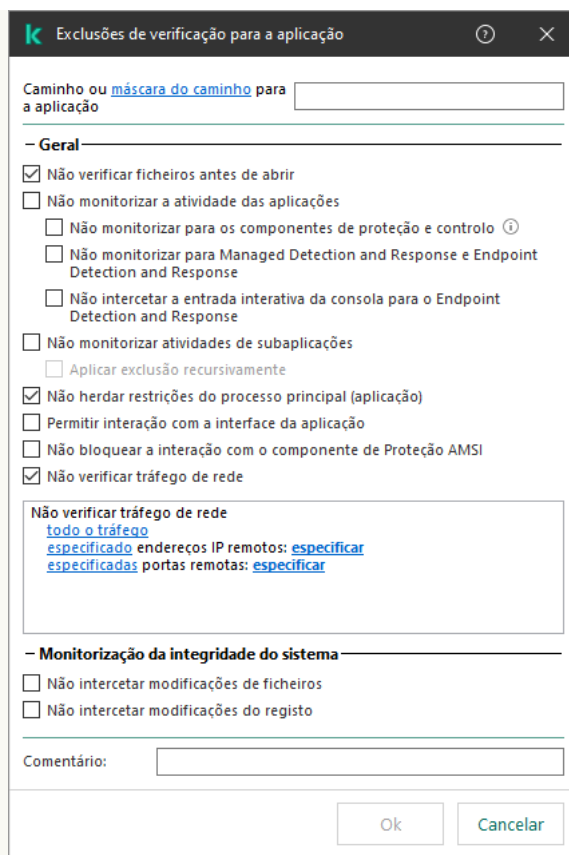 Exclusões de verificação para a aplicação
Caminho ou máscara do caminho para
a aplicação
Geral
Não verificar ficheiros antes de abrir
Não monitorizar a atividade das aplicações
Não monitorizar para os componentes de proteção e controlo
Não monitorizar para Managed Detection and Response e Endpoint
Detection and Response
Não intercetar a entrada interativa da consola para o Endpoint
Detection and Response
Não monitorizar atividades de subaplicações
Aplicar exclusão recursivamente
Não herdar restrições do processo principal (aplicação)
Permitir interação com a interface da aplicação
Não bloquear a interação com o componente de Proteção AMSI
Não verificar tráfego de rede
Não verificar tráfego de rede
todo o tráfego
especificado endereços IP remotos: especificar
especificadas portas remotas: especificar
Monitorização da integridade do sistema
Não intercetar modificações de ficheiros
Não intercetar modificações do registo
Comentário:
Ok
Cancelar